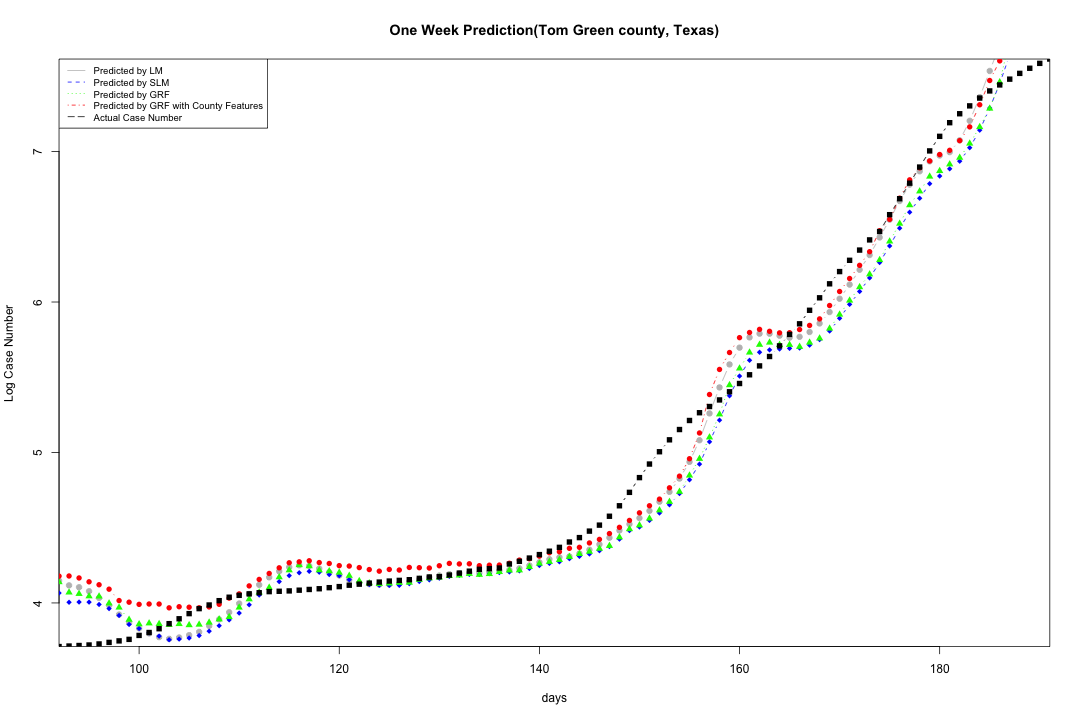 One Week Prediction(Tom Green county, Texas)
Predicted by LM
Predicted by SLM
Predicted by GRF
Predicted by GRF with County Features
Actual Case Number
7
6
5
4
Log Case Number
100 120 140 160 180
days